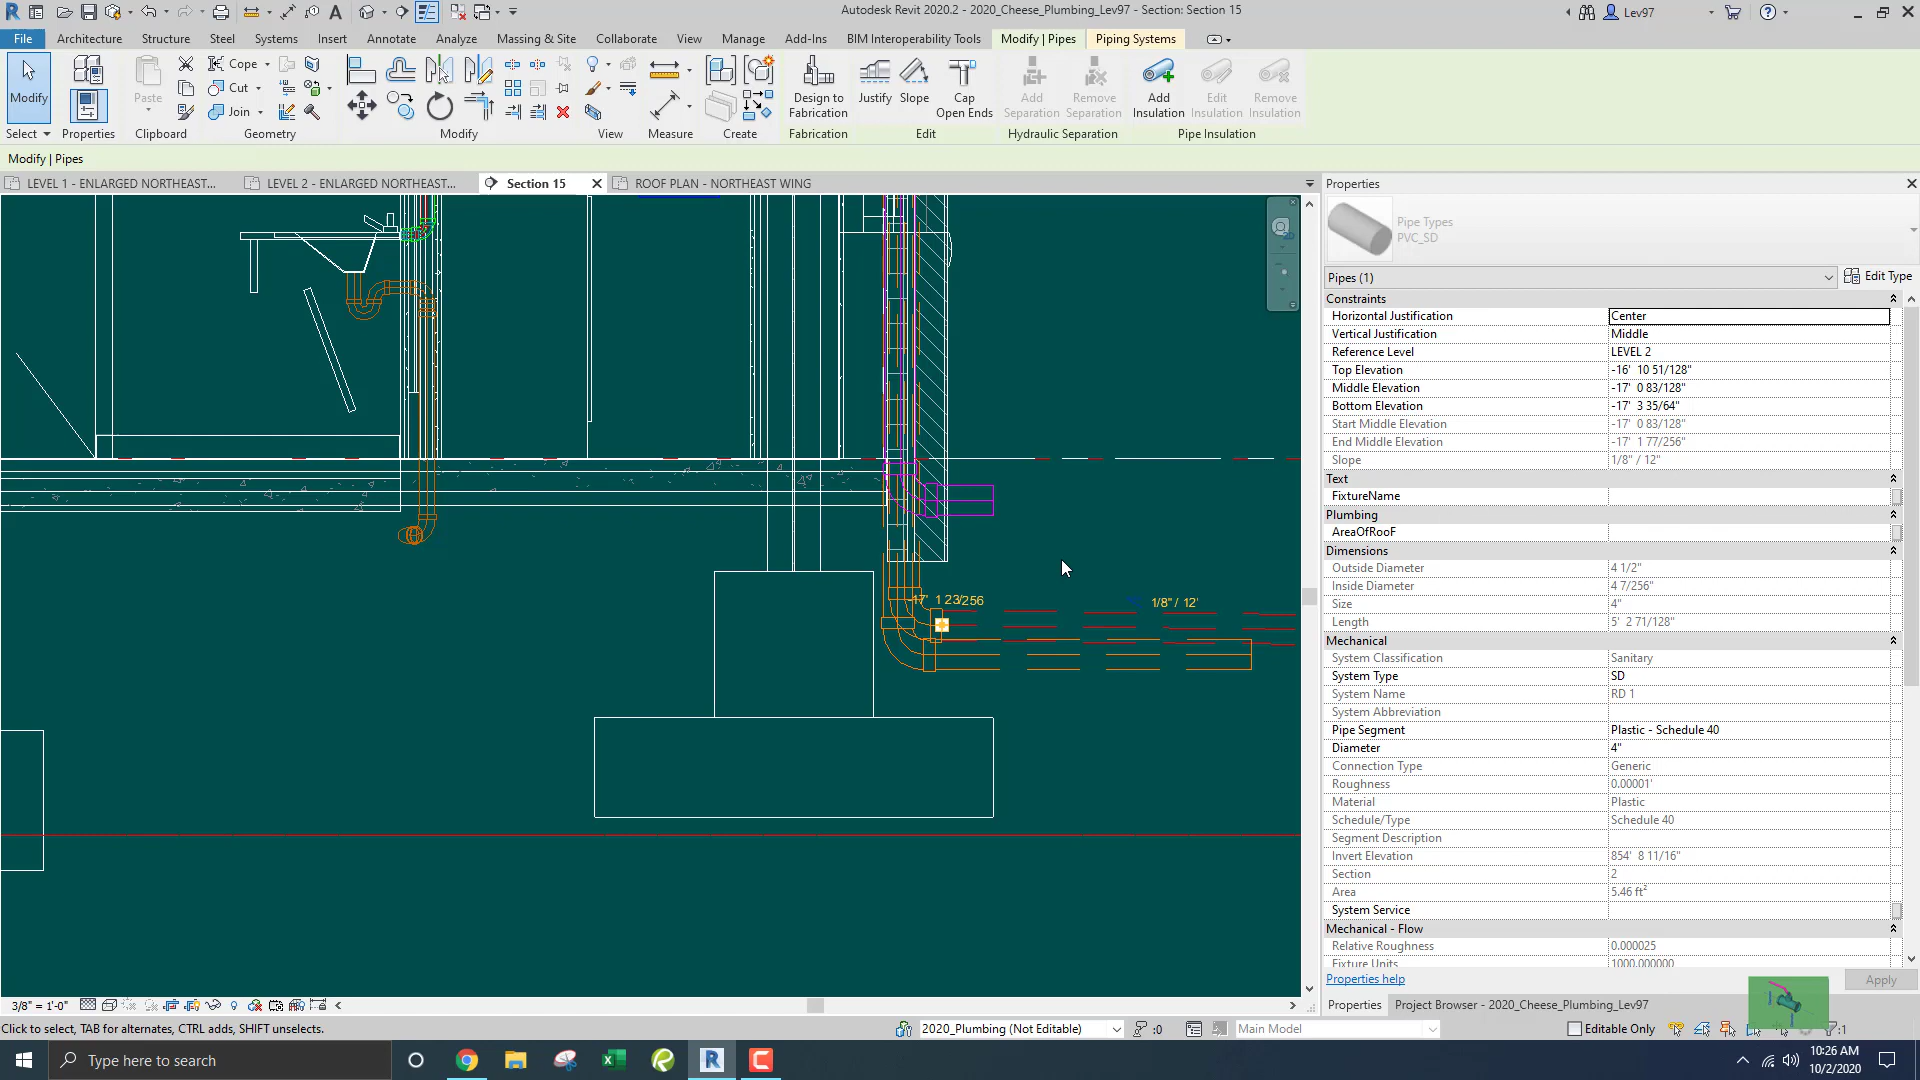 Autodesk Revit 2020.2 - 2020_Cheese_Plumbing_Lev97 - Section: Section 15
Lev97
File Architecture Structure Steel Systems Insert Annotate Analyze Massing & Site Collaborate View Manage Add-Ins BIM Interoperability Tools Modify | Pipes Piping Systems
Modify
Select
Properties
Paste
Clipboard
Cope
Cut
Join
Geometry
Modify
View
Measure
Create
Design to Fabrication
Fabrication
Justify
Slope
Cap Open Ends
Edit
Add Separation
Remove Separation
Hydraulic Separation
Add Insulation
Edit Insulation
Remove Insulation
Pipe Insulation
Modify | Pipes
LEVEL 1 - ENLARGED NORTHEAST...
LEVEL 2 - ENLARGED NORTHEAST...
Section 15
ROOF PLAN - NORTHEAST WING
-17' 1 23/256
1/8" / 12"
Properties
Pipe Types
PVC_SD
Pipes (1)
Edit Type
Constraints
Horizontal Justification Center
Vertical Justification Middle
Reference Level LEVEL 2
Top Elevation -16' 10 51/128"
Middle Elevation -17' 0 83/128"
Bottom Elevation -17' 3 35/64"
Start Middle Elevation -17' 0 83/128"
End Middle Elevation -17' 1 77/256"
Slope 1/8" / 12"
Text
FixtureName
Plumbing
AreaOfRooF
Dimensions
Outside Diameter 4 1/2"
Inside Diameter 4 7/256"
Size 4"
Length 5' 2 71/128"
Mechanical
System Classification Sanitary
System Type SD
System Name RD 1
System Abbreviation
Pipe Segment Plastic - Schedule 40
Diameter 4"
Connection Type Generic
Roughness 0.00001'
Material Plastic
Schedule/Type Schedule 40
Segment Description
Invert Elevation 854' 8 11/16"
Section 2
Area 5.46 ft²
System Service
Mechanical - Flow
Relative Roughness 0.000025
Fixture Units 1000.000000
Properties help
Apply
Properties
Project Browser - 2020_Cheese_Plumbing_Lev97
3/8" = 1'-0"
Click to select, TAB for alternates, CTRL adds, SHIFT unselects.
2020_Plumbing (Not Editable)
:0
Main Model
Editable Only
:1
Type here to search
10:26 AM
10/2/2020